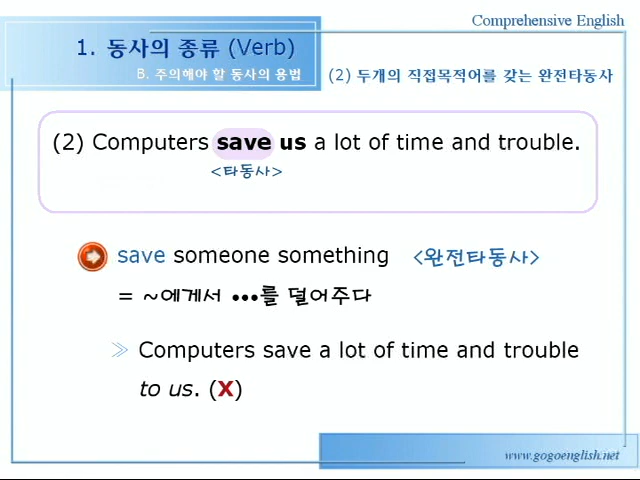 Comprehensive English
1. 동사의 종류 (Verb)
B. 주의해야 할 동사의 용법
(2) 두개의 직접목적어를 갖는 완전타동사
(2) Computers save us a lot of time and trouble.
<타동사>
save someone something <완전타동사>
= ~에게서 •••를 덜어주다
≫ Computers save a lot of time and trouble
to us. (X)
www.gogoenglish.net